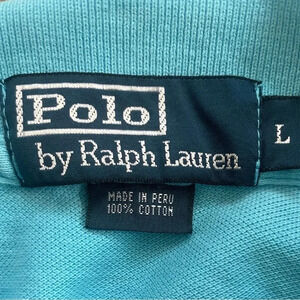 Polo
by Ralph Lauren
L
MADE IN PERU
100% COTTON